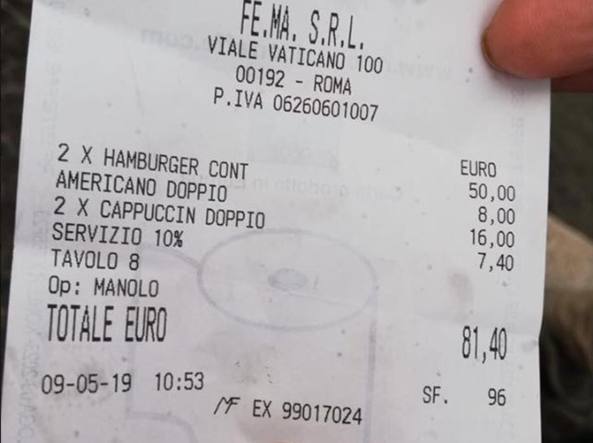 FE.MA. S.R.L.
VIALE VATICANO 100
00192 - ROMA
P.IVA 06260601007
EURO
2 X HAMBURGER CONT 50,00
AMERICANO DOPPIO 8,00
2 X CAPPUCCIN DOPPIO 16,00
SERVIZIO 10% 7,40
TAVOLO 8
Op: MANOLO
TOTALE EURO 81,40
09-05-19 10:53 SF. 96
MF EX 99017024